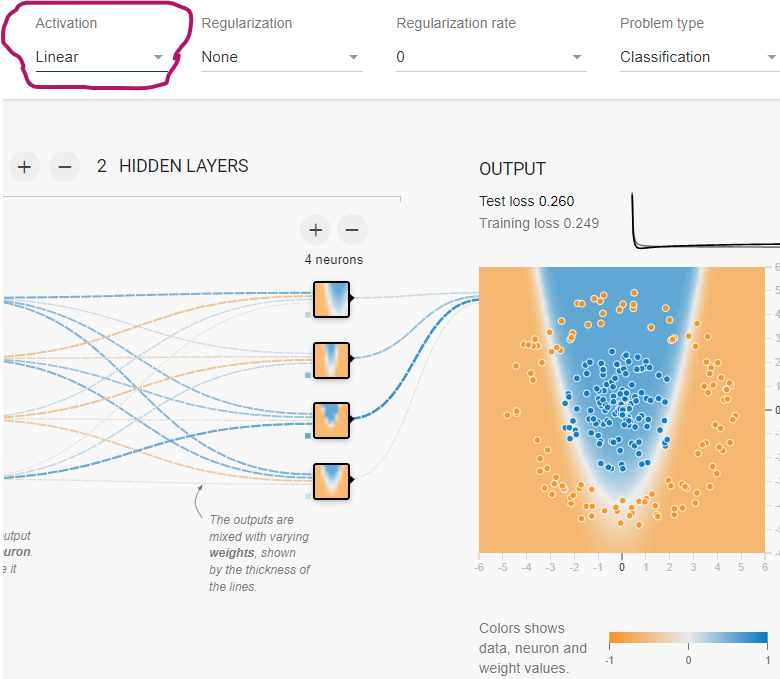 Activation
Regularization
Regularization rate
Problem type
Linear
None
0
Classification
+ − 2 HIDDEN LAYERS
OUTPUT
Test loss 0.260
Training loss 0.249
+ −
4 neurons
6
5
4
3
2
1
0
-1
-2
-3
-4
-5
-6
-6 -5 -4 -3 -2 -1 0 1 2 3 4 5 6
The outputs are
mixed with varying
weights, shown
by the thickness of
the lines.
output
euron.
e it
Colors shows
data, neuron and
weight values.
-1 0 1